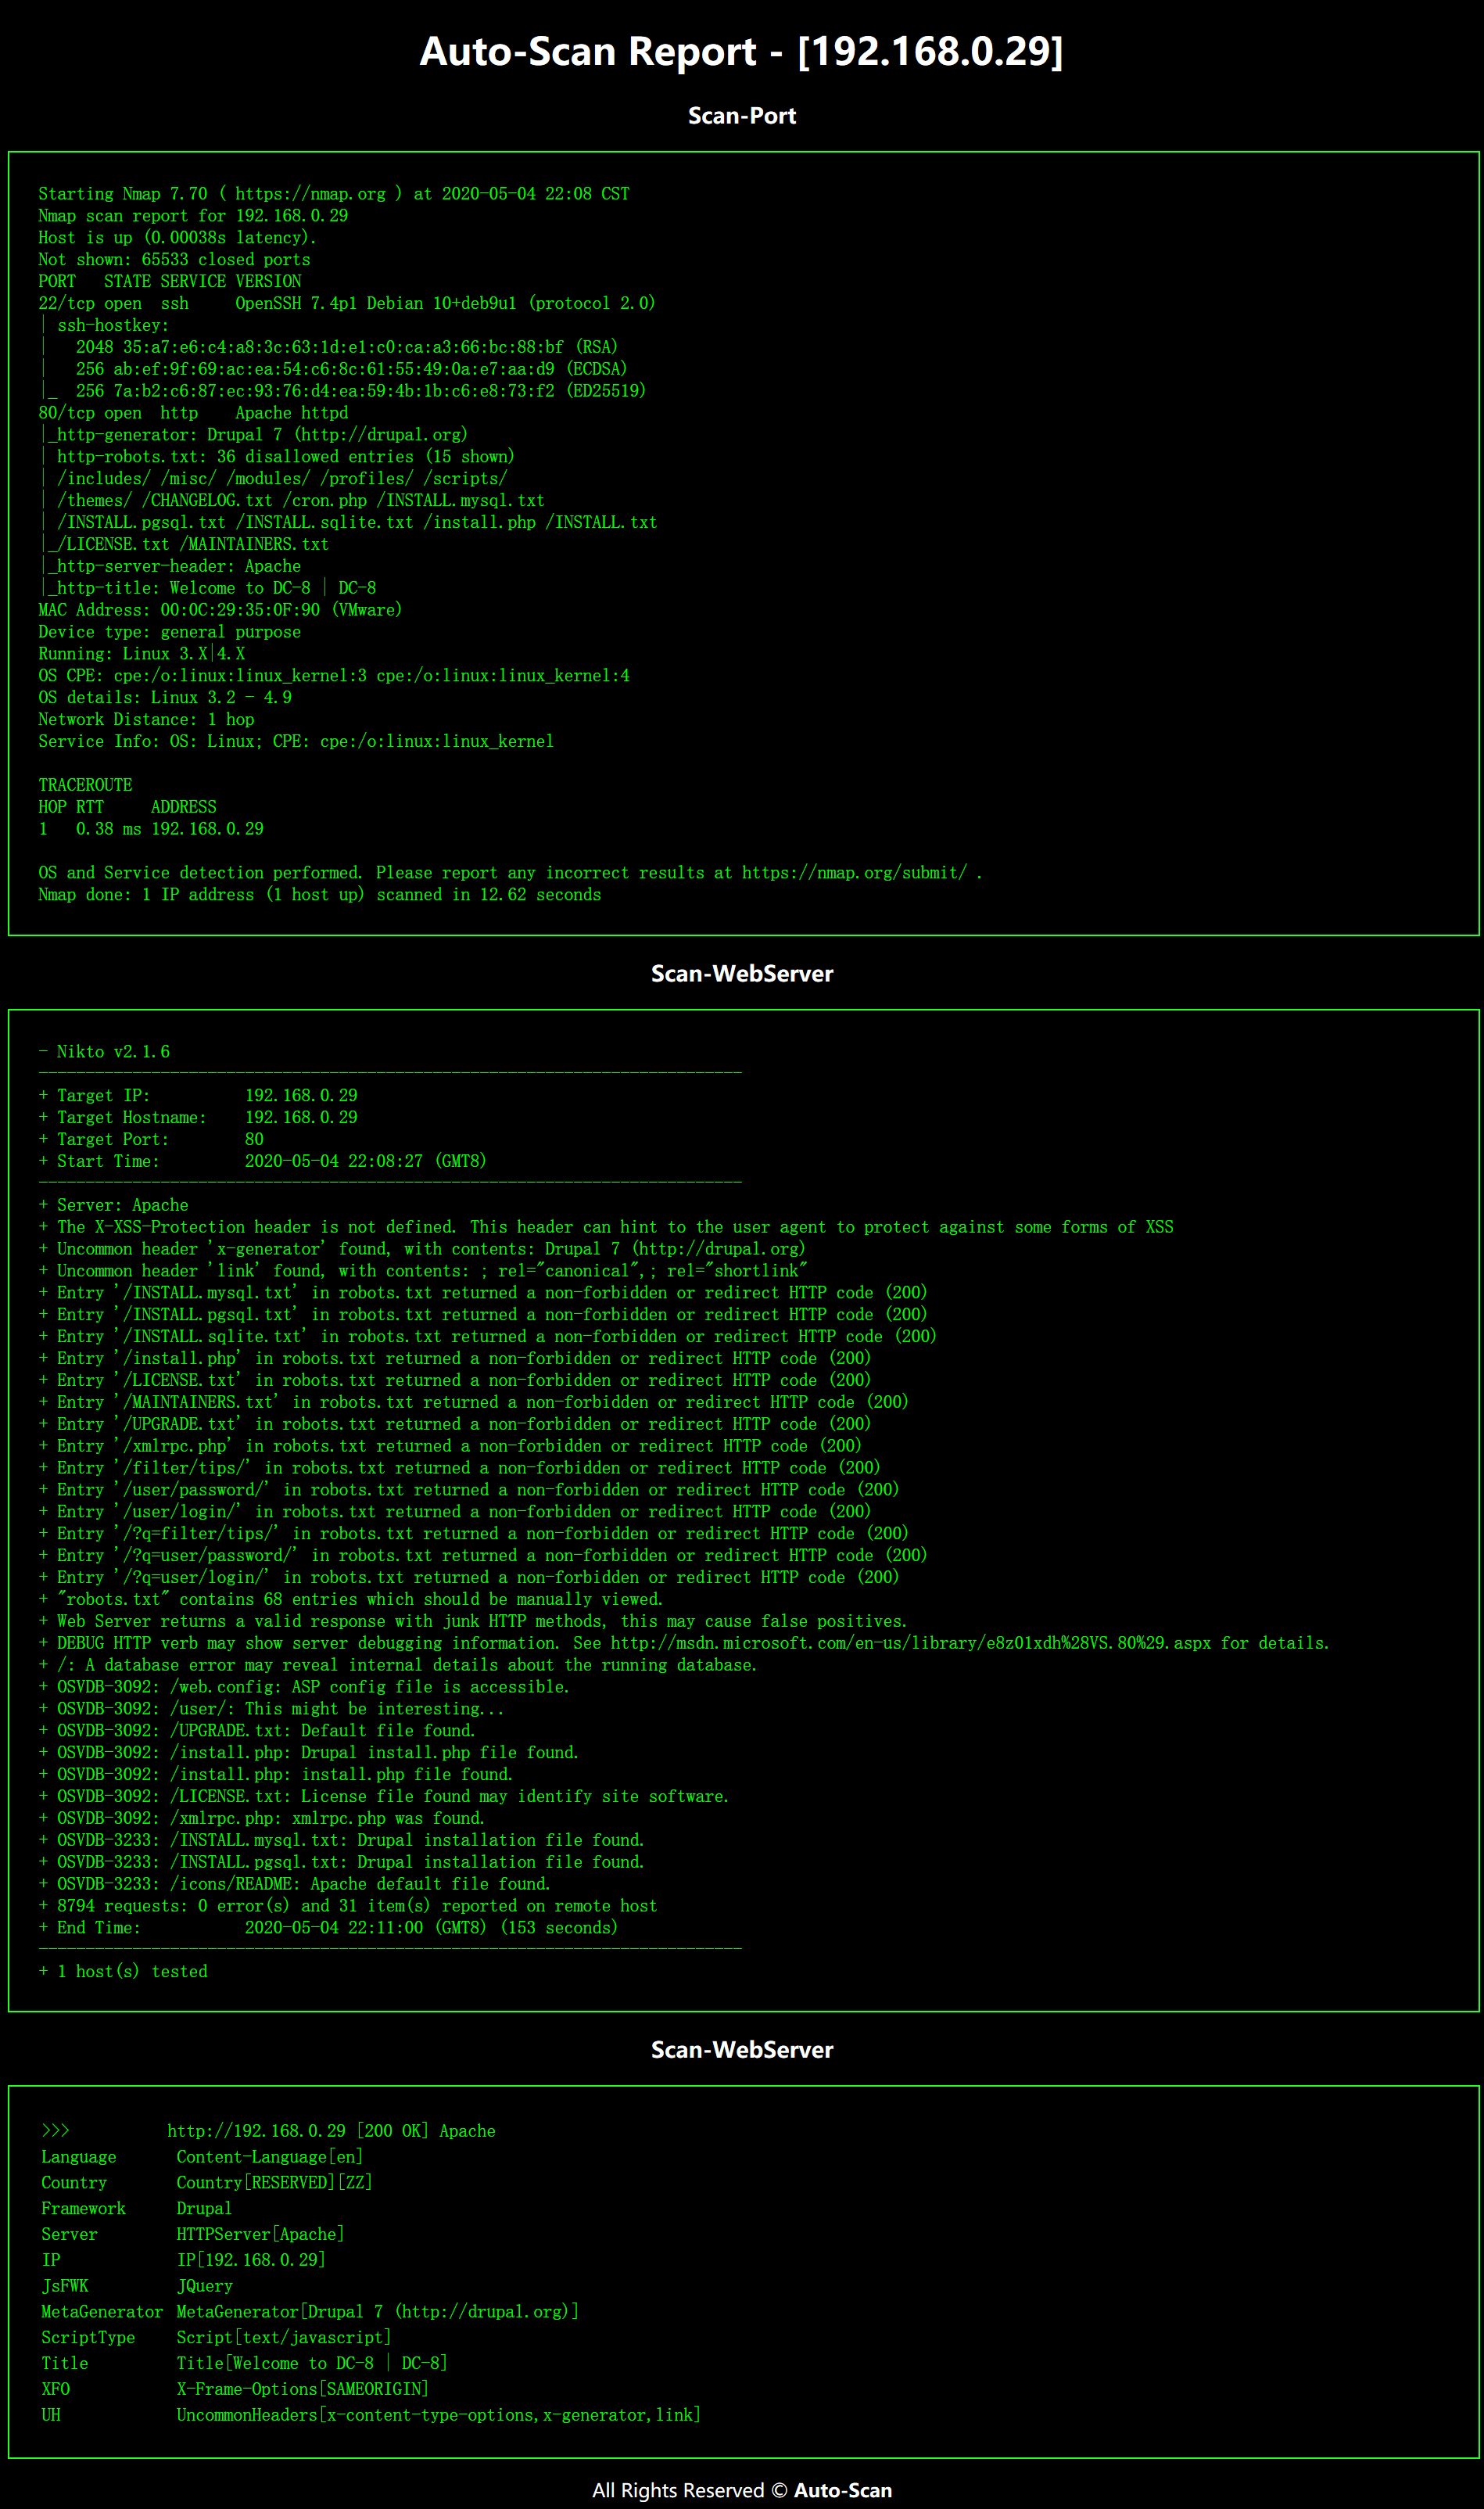 Auto-Scan Report - [192.168.0.29]
Scan-Port
Starting Nmap 7.70 ( https://nmap.org ) at 2020-05-04 22:08 CST
Nmap scan report for 192.168.0.29
Host is up (0.00038s latency).
Not shown: 65533 closed ports
PORT   STATE SERVICE VERSION
22/tcp open  ssh     OpenSSH 7.4p1 Debian 10+deb9u1 (protocol 2.0)
| ssh-hostkey:
|   2048 35:a7:e6:c4:a8:3c:63:1d:e1:c0:ca:a3:66:bc:88:bf (RSA)
|   256 ab:ef:9f:69:ac:ea:54:c6:8c:61:55:49:0a:e7:aa:d9 (ECDSA)
|_  256 7a:b2:c6:87:ec:93:76:d4:ea:59:4b:1b:c6:e8:73:f2 (ED25519)
80/tcp open  http    Apache httpd
|_http-generator: Drupal 7 (http://drupal.org)
| http-robots.txt: 36 disallowed entries (15 shown)
| /includes/ /misc/ /modules/ /profiles/ /scripts/
| /themes/ /CHANGELOG.txt /cron.php /INSTALL.mysql.txt
| /INSTALL.pgsql.txt /INSTALL.sqlite.txt /install.php /INSTALL.txt
|_/LICENSE.txt /MAINTAINERS.txt
|_http-server-header: Apache
|_http-title: Welcome to DC-8 | DC-8
MAC Address: 00:0C:29:35:0F:90 (VMware)
Device type: general purpose
Running: Linux 3.X|4.X
OS CPE: cpe:/o:linux:linux_kernel:3 cpe:/o:linux:linux_kernel:4
OS details: Linux 3.2 - 4.9
Network Distance: 1 hop
Service Info: OS: Linux; CPE: cpe:/o:linux:linux_kernel
TRACEROUTE
HOP RTT     ADDRESS
1   0.38 ms 192.168.0.29
OS and Service detection performed. Please report any incorrect results at https://nmap.org/submit/ .
Nmap done: 1 IP address (1 host up) scanned in 12.62 seconds
Scan-WebServer
- Nikto v2.1.6
---------------------------------------------------------------------------
+ Target IP:          192.168.0.29
+ Target Hostname:    192.168.0.29
+ Target Port:        80
+ Start Time:         2020-05-04 22:08:27 (GMT8)
---------------------------------------------------------------------------
+ Server: Apache
+ The X-XSS-Protection header is not defined. This header can hint to the user agent to protect against some forms of XSS
+ Uncommon header 'x-generator' found, with contents: Drupal 7 (http://drupal.org)
+ Uncommon header 'link' found, with contents: ; rel="canonical",; rel="shortlink"
+ Entry '/INSTALL.mysql.txt' in robots.txt returned a non-forbidden or redirect HTTP code (200)
+ Entry '/INSTALL.pgsql.txt' in robots.txt returned a non-forbidden or redirect HTTP code (200)
+ Entry '/INSTALL.sqlite.txt' in robots.txt returned a non-forbidden or redirect HTTP code (200)
+ Entry '/install.php' in robots.txt returned a non-forbidden or redirect HTTP code (200)
+ Entry '/LICENSE.txt' in robots.txt returned a non-forbidden or redirect HTTP code (200)
+ Entry '/MAINTAINERS.txt' in robots.txt returned a non-forbidden or redirect HTTP code (200)
+ Entry '/UPGRADE.txt' in robots.txt returned a non-forbidden or redirect HTTP code (200)
+ Entry '/xmlrpc.php' in robots.txt returned a non-forbidden or redirect HTTP code (200)
+ Entry '/filter/tips/' in robots.txt returned a non-forbidden or redirect HTTP code (200)
+ Entry '/user/password/' in robots.txt returned a non-forbidden or redirect HTTP code (200)
+ Entry '/user/login/' in robots.txt returned a non-forbidden or redirect HTTP code (200)
+ Entry '/?q=filter/tips/' in robots.txt returned a non-forbidden or redirect HTTP code (200)
+ Entry '/?q=user/password/' in robots.txt returned a non-forbidden or redirect HTTP code (200)
+ Entry '/?q=user/login/' in robots.txt returned a non-forbidden or redirect HTTP code (200)
+ "robots.txt" contains 68 entries which should be manually viewed.
+ Web Server returns a valid response with junk HTTP methods, this may cause false positives.
+ DEBUG HTTP verb may show server debugging information. See http://msdn.microsoft.com/en-us/library/e8z01xdh%28VS.80%29.aspx for details.
+ /: A database error may reveal internal details about the running database.
+ OSVDB-3092: /web.config: ASP config file is accessible.
+ OSVDB-3092: /user/: This might be interesting...
+ OSVDB-3092: /UPGRADE.txt: Default file found.
+ OSVDB-3092: /install.php: Drupal install.php file found.
+ OSVDB-3092: /install.php: install.php file found.
+ OSVDB-3092: /LICENSE.txt: License file found may identify site software.
+ OSVDB-3092: /xmlrpc.php: xmlrpc.php was found.
+ OSVDB-3233: /INSTALL.mysql.txt: Drupal installation file found.
+ OSVDB-3233: /INSTALL.pgsql.txt: Drupal installation file found.
+ OSVDB-3233: /icons/README: Apache default file found.
+ 8794 requests: 0 error(s) and 31 item(s) reported on remote host
+ End Time:           2020-05-04 22:11:00 (GMT8) (153 seconds)
---------------------------------------------------------------------------
+ 1 host(s) tested
Scan-WebServer
>>> http://192.168.0.29 [200 OK] Apache
Language Content-Language[en]
Country Country[RESERVED][ZZ]
Framework Drupal
Server HTTPServer[Apache]
IP IP[192.168.0.29]
JsFWK JQuery
MetaGenerator MetaGenerator[Drupal 7 (http://drupal.org)]
ScriptType Script[text/javascript]
Title Title[Welcome to DC-8 | DC-8]
XFO X-Frame-Options[SAMEORIGIN]
UH UncommonHeaders[x-content-type-options,x-generator,link]
All Rights Reserved © Auto-Scan